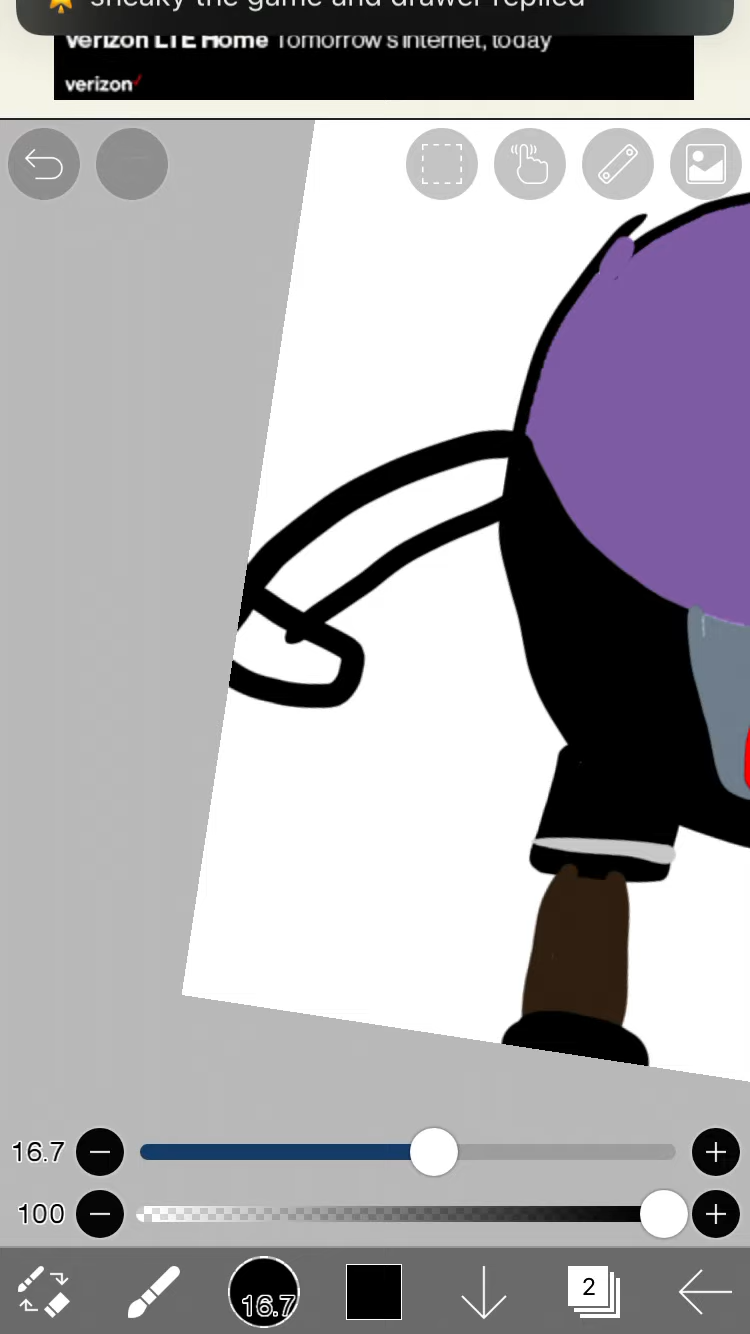 sneaky the game and drawer replied
Verizon LTE Home Tomorrow's internet, today
verizon
16.7
100
16.7
2